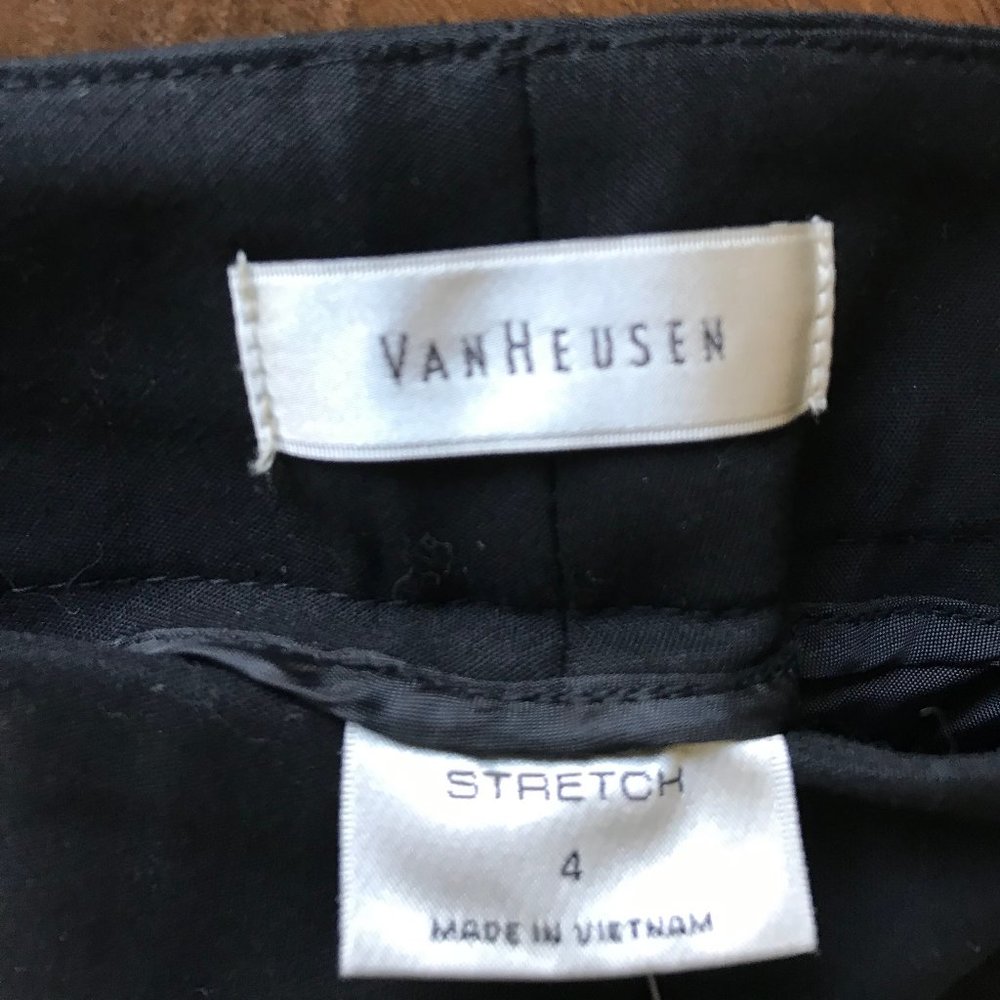 VANHEUSEN
STRETCH
4
MADE IN VIETNAM